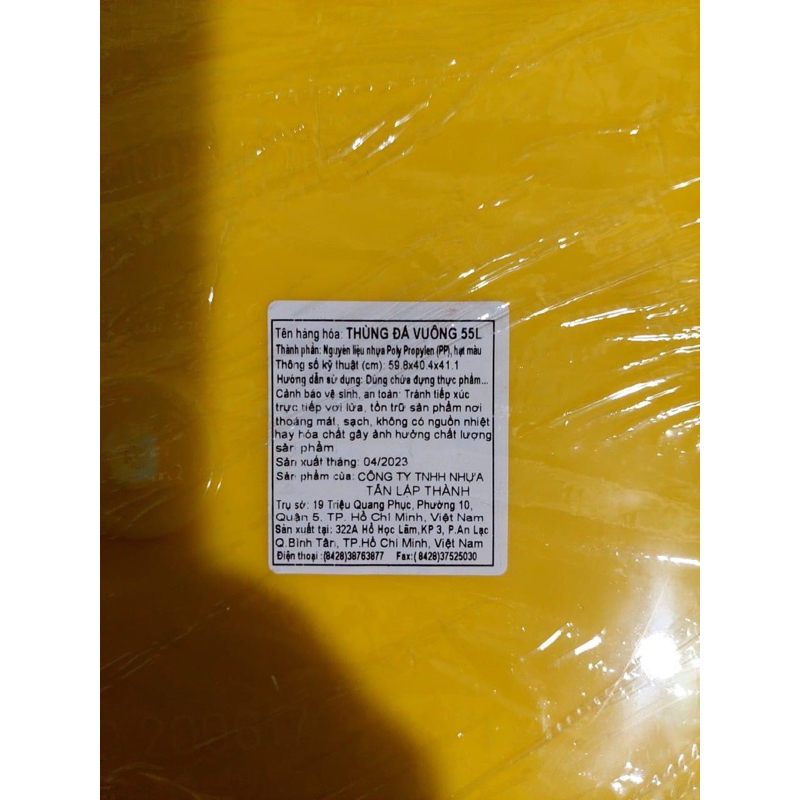 Tên hàng hóa: THÙNG ĐÁ VUÔNG 55L
Thành phần: Nguyên liệu nhựa Poly Propylen (PP), hạt màu
Thông số kỹ thuật (cm): 59.8x40.4x41.1
Hướng dẫn sử dụng: Dùng chứa đựng thực phẩm...
Cảnh báo vệ sinh, an toàn: Tránh tiếp xúc
trực tiếp với lửa, tồn trữ sản phẩm nơi
thoáng mát, sạch, không có nguồn nhiệt
hay hóa chất gây ảnh hưởng chất lượng
sản phẩm
Sản xuất tháng: 04/2023
Sản phẩm của: CÔNG TY TNHH NHỰA
TÂN LẬP THÀNH
Trụ sở: 19 Triệu Quang Phục, Phường 10,
Quận 5, TP. Hồ Chí Minh, Việt Nam
Sản xuất tại: 322A Hồ Học Lãm, KP 3, P.An Lạc
Q.Bình Tân, TP.Hồ Chí Minh, Việt Nam
Điện thoại :(8428)38763877 Fax:( 8428)37525030